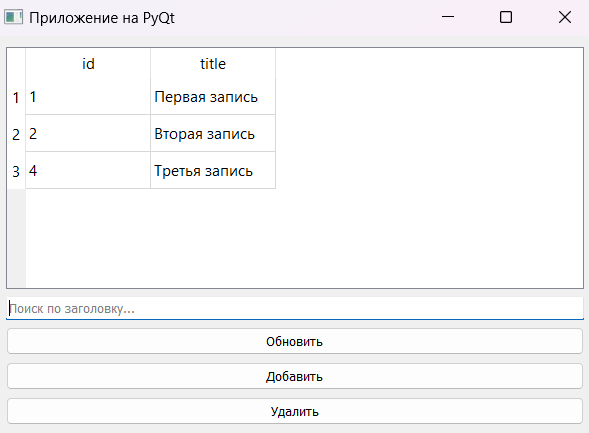 Приложение на PyQt
id title
1 1 Первая запись
2 2 Вторая запись
3 4 Третья запись
Поиск по заголовку...
Обновить
Добавить
Удалить